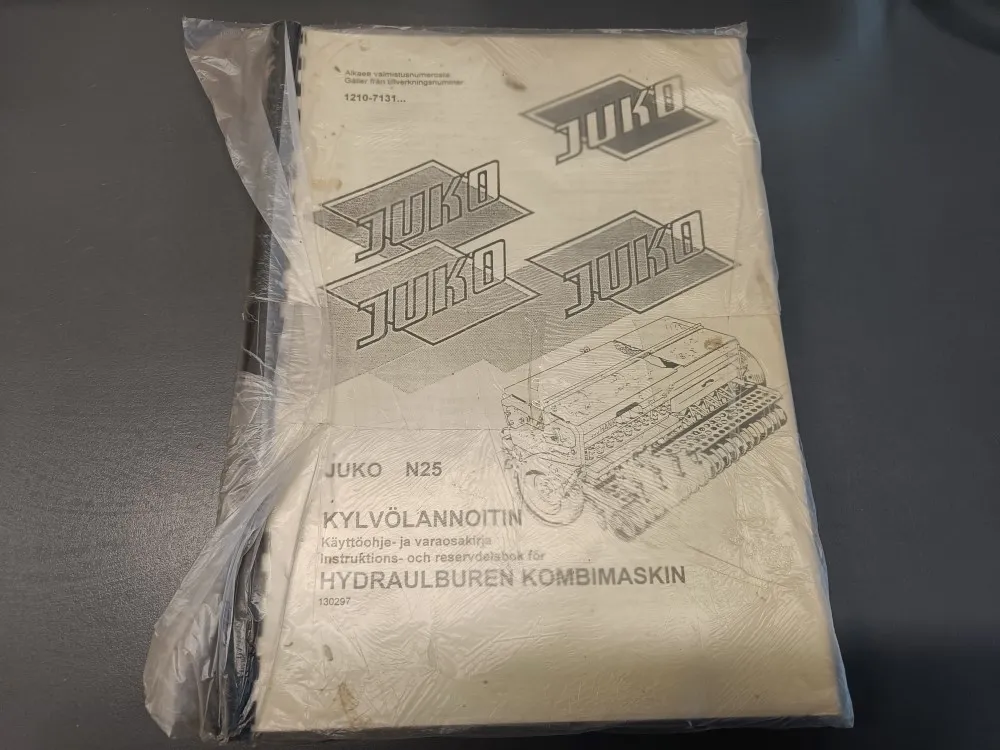 Alkaen valmistusnumerosta
Gäller från tillverkningsnummer
1210-7131...
JUKO
JUKO
JUKO
JUKO
JUKO N25
KYLVÖLANNOITIN
Käyttöohje- ja varaosakirja
Instruktions- och reservdelsbok för
HYDRAULBUREN KOMBIMASKIN
130297